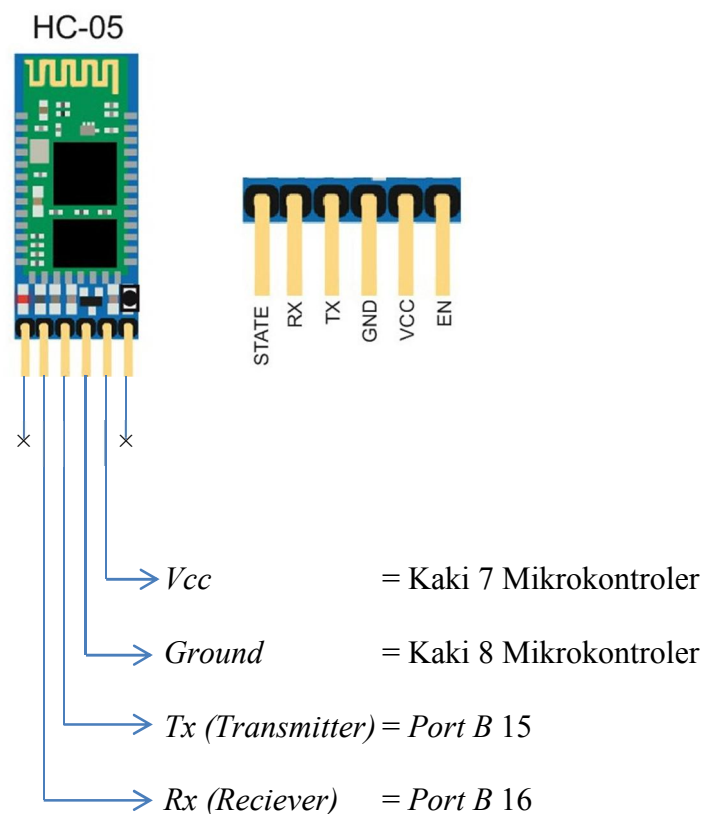 HC-05
STATE
RX
TX
GND
VCC
EN
Vcc = Kaki 7 Mikrokontroler
Ground = Kaki 8 Mikrokontroler
Tx (Transmitter) = Port B 15
Rx (Reciever) = Port B 16